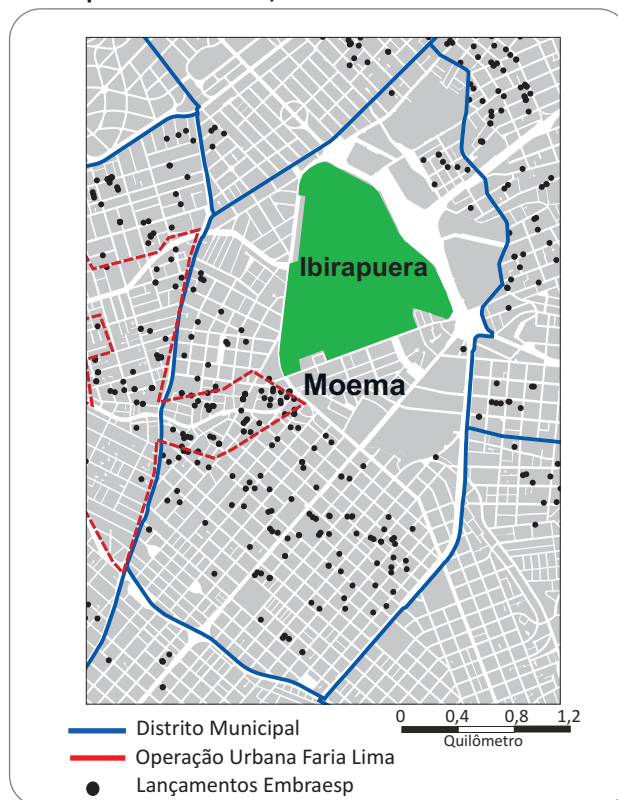 Ibirapuera
Moema
Distrito Municipal
Operação Urbana Faria Lima
Lançamentos Embraesp
0 0,4 0,8 1,2
Quilômetro